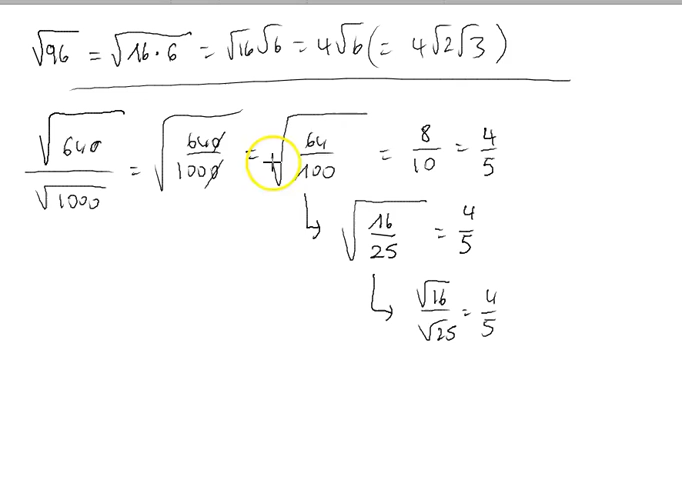 √96 = √16·6 = √16 √6 = 4√6 (= 4√2√3)
√640 / √1000 = √(640/1000) = √(64/100) = 8/10 = 4/5
↳ √(16/25) = 4/5
↳ √16/√25 = 4/5